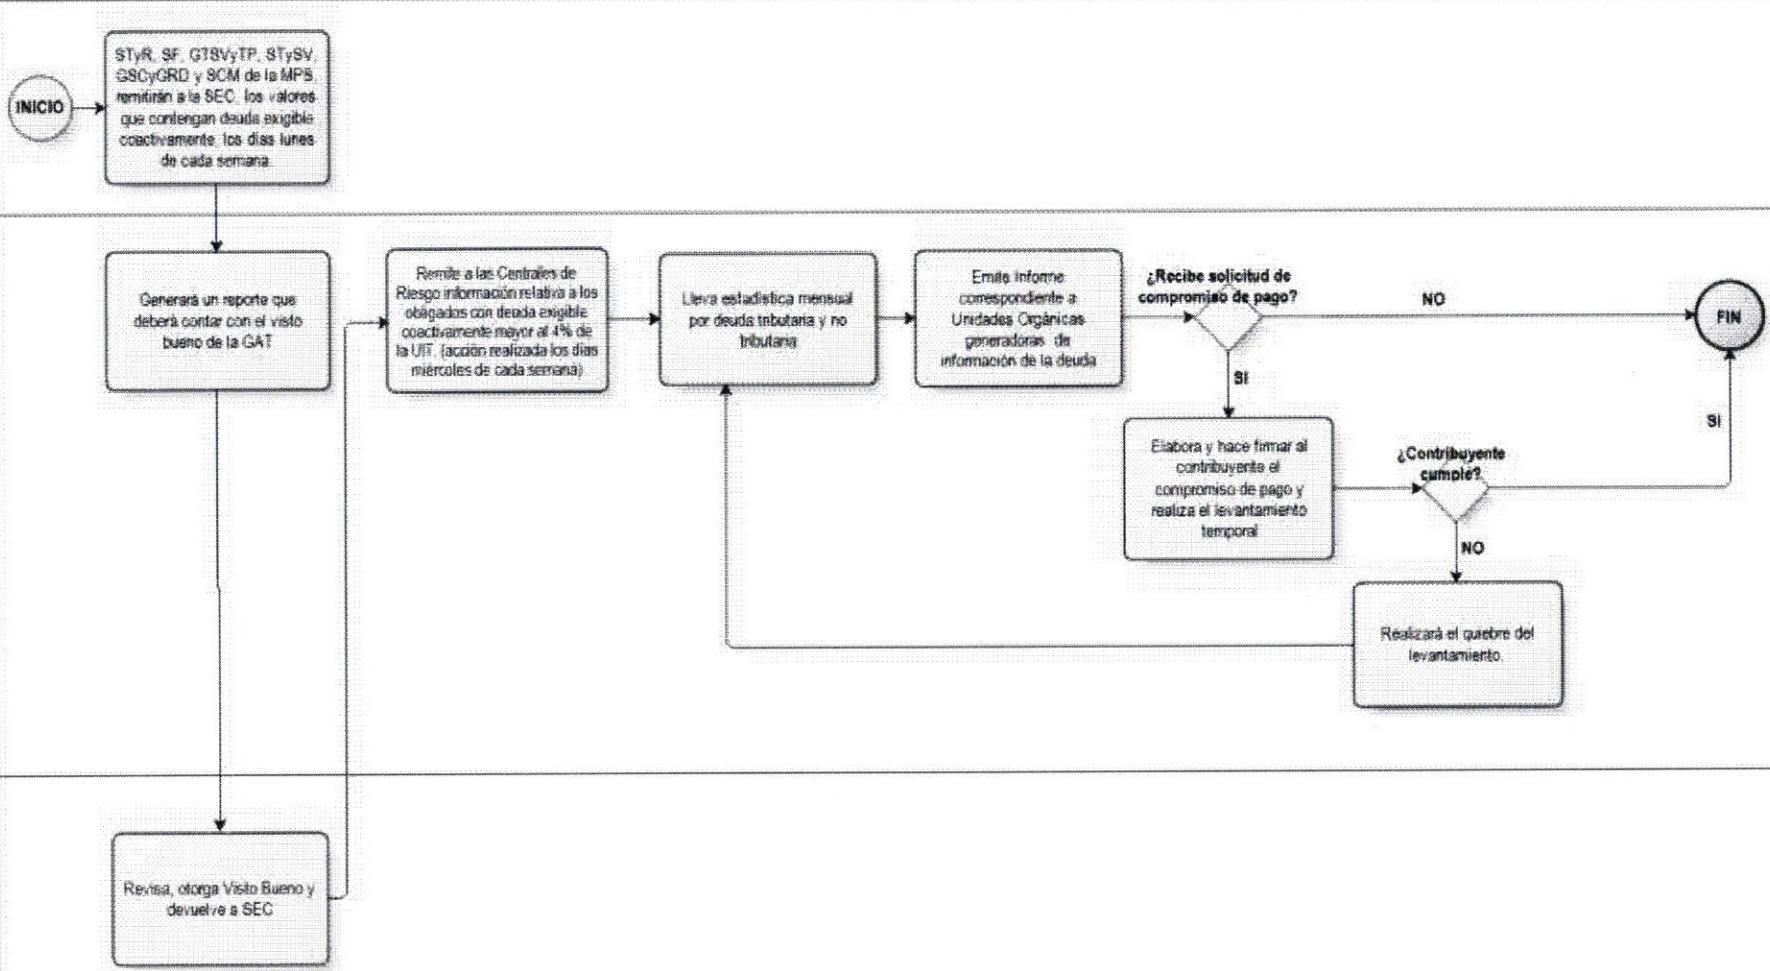 INICIO
STyR, SF, GTSVyTP, STySV,
GSCyGRD y SCM de la MPS,
remitirán a la SEC, los valores
que contengan deuda exigible
coactivamente, los días lunes
de cada semana.
Generará un reporte que
deberá contar con el visto
bueno de la GAT
Remite a las Centrales de
Riesgo información relativa a los
obligados con deuda exigible
coactivamente mayor al 4% de
la UIT, (acción realizada los días
miércoles de cada semana)
Lleva estadística mensual
por deuda tributaria y no
tributaria
Emite Informe
correspondiente a
Unidades Orgánicas
generadoras de
información de la deuda
¿Recibe solicitud de
compromiso de pago?
NO
FIN
SI
Elabora y hace firmar al
contribuyente el
compromiso de pago y
realiza el levantamiento
temporal
¿Contribuyente
cumple?
SI
NO
Realizará el quiebre del
levantamiento.
Revisa, otorga Visto Bueno y
devuelve a SEC